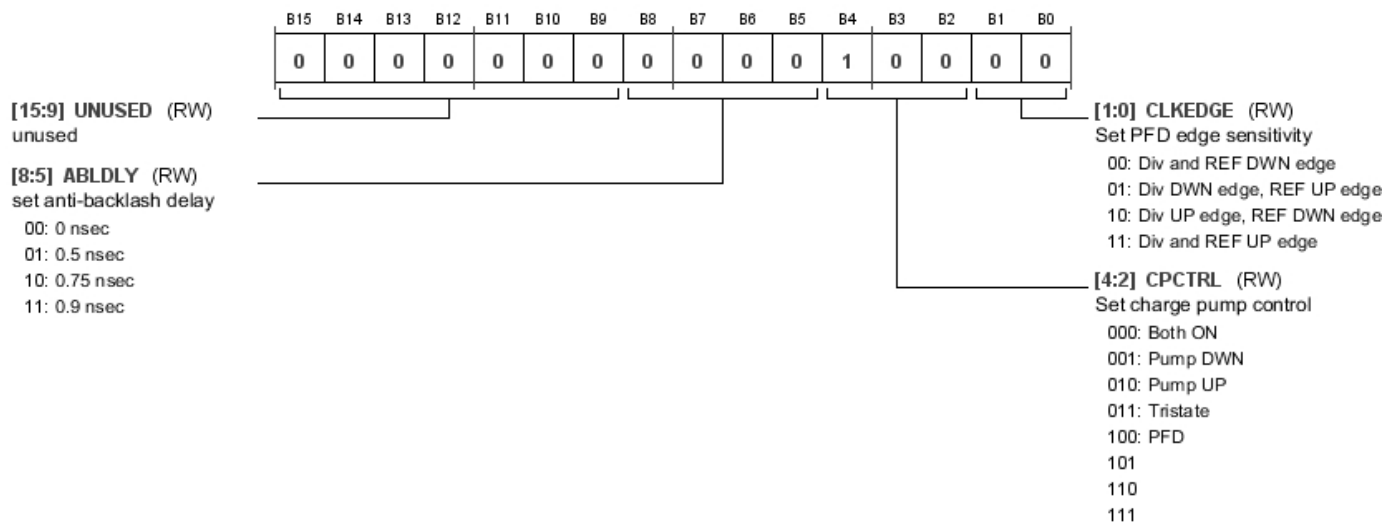 B15 B14 B13 B12 B11 B10 B9 B8 B7 B6 B5 B4 B3 B2 B1 B0
0 0 0 0 0 0 0 0 0 0 0 1 0 0 0 0
[15:9] UNUSED (RW)
unused
[8:5] ABLDLY (RW)
set anti-backlash delay
00: 0 nsec
01: 0.5 nsec
10: 0.75 nsec
11: 0.9 nsec
[1:0] CLKEDGE (RW)
Set PFD edge sensitivity
00: Div and REF DWN edge
01: Div DWN edge, REF UP edge
10: Div UP edge, REF DWN edge
11: Div and REF UP edge
[4:2] CPCTRL (RW)
Set charge pump control
000: Both ON
001: Pump DWN
010: Pump UP
011: Tristate
100: PFD
101
110
111